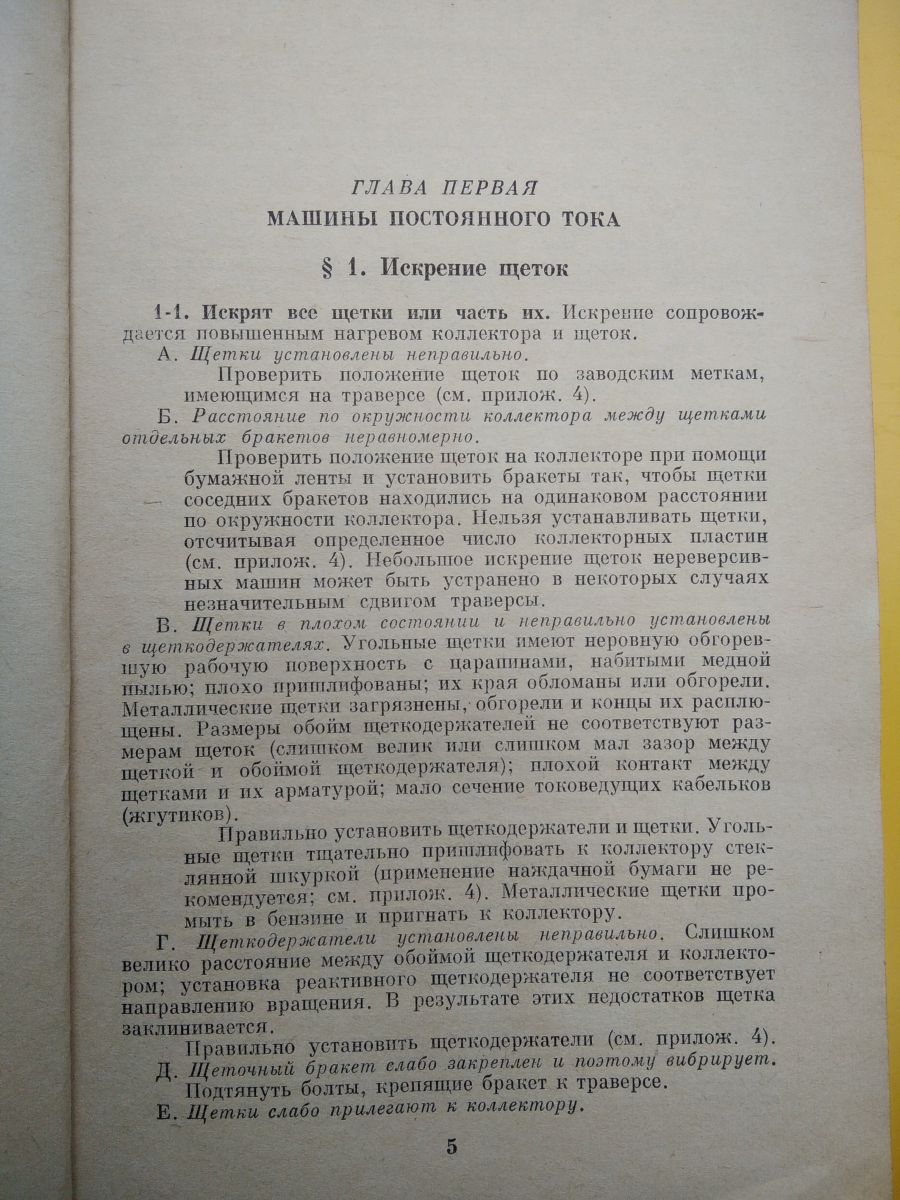 ГЛАВА ПЕРВАЯ
МАШИНЫ ПОСТОЯННОГО ТОКА
§ 1. Искрение щеток
1-1. Искрят все щетки или часть их. Искрение сопровож-
дается повышенным нагревом коллектора и щеток.
А. Щетки установлены неправильно.
Проверить положение щеток по заводским меткам,
имеющимся на траверсе (см. прилож. 4).
Б. Расстояние по окружности коллектора между щетками
отдельных бракетов неравномерно.
Проверить положение щеток на коллекторе при помощи
бумажной ленты и установить бракеты так, чтобы щетки
соседних бракетов находились на одинаковом расстоянии
по окружности коллектора. Нельзя устанавливать щетки,
отсчитывая определенное число коллекторных пластин
(см. прилож. 4). Небольшое искрение щеток нереверсив-
ных машин может быть устранено в некоторых случаях
незначительным сдвигом траверсы.
В. Щетки в плохом состоянии и неправильно установлены
в щеткодержателях. Угольные щетки имеют неровную обгорев-
шую рабочую поверхность с царапинами, набитыми медной
пылью; плохо пришлифованы; их края обломаны или обгорели.
Металлические щетки загрязнены, обгорели и концы их расплю-
щены. Размеры обойм щеткодержателей не соответствуют раз-
мерам щеток (слишком велик или слишком мал зазор между
щеткой и обоймой щеткодержателя); плохой контакт между
щетками и их арматурой; мало сечение токоведущих кабельков
(жгутиков).
Правильно установить щеткодержатели и щетки. Уголь-
ные щетки тщательно пришлифовать к коллектору стек-
лянной шкуркой (применение наждачной бумаги не ре-
комендуется; см. прилож. 4). Металлические щетки про-
мыть в бензине и пригнать к коллектору.
Г. Щеткодержатели установлены неправильно. Слишком
велико расстояние между обоймой щеткодержателя и коллекто-
ром; установка реактивного щеткодержателя не соответствует
направлению вращения. В результате этих недостатков щетка
заклинивается.
Правильно установить щеткодержатели (см. прилож. 4).
Д. Щеточный бракет слабо закреплен и поэтому вибрирует.
Подтянуть болты, крепящие бракет к траверсе.
Е. Щетки слабо прилегают к коллектору.
5